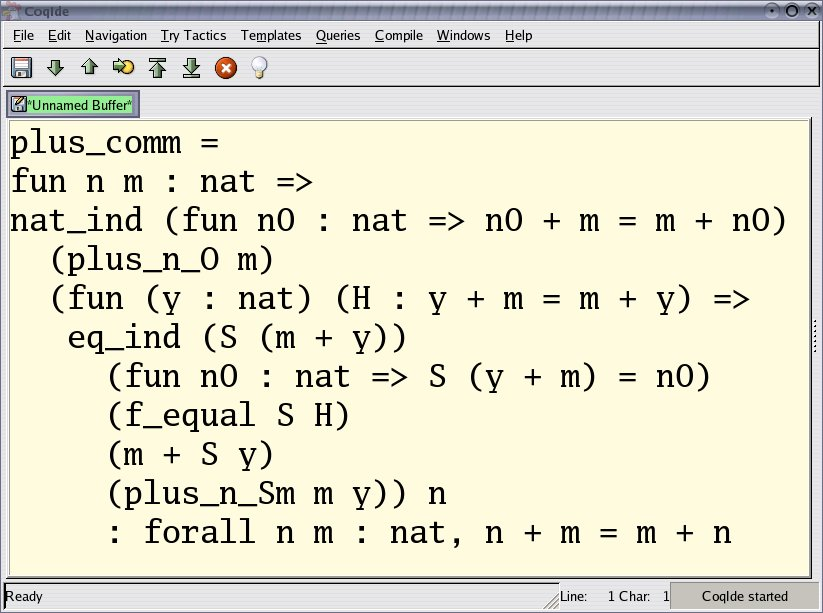 CoqIde
File Edit Navigation Try Tactics Templates Queries Compile Windows Help
*Unnamed Buffer*
plus_comm =
fun n m : nat =>
nat_ind (fun n0 : nat => n0 + m = m + n0)
(plus_n_O m)
(fun (y : nat) (H : y + m = m + y) =>
eq_ind (S (m + y))
(fun n0 : nat => S (y + m) = n0)
(f_equal S H)
(m + S y)
(plus_n_Sm m y)) n
: forall n m : nat, n + m = m + n
Ready Line: 1 Char: 1 CoqIde started